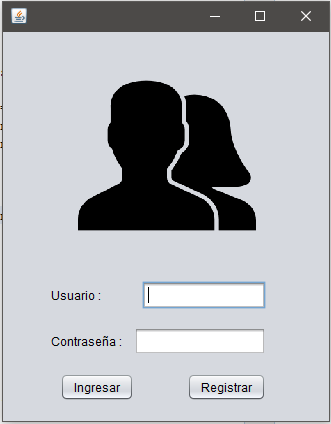 Usuario :
Contraseña :
Ingresar Registrar